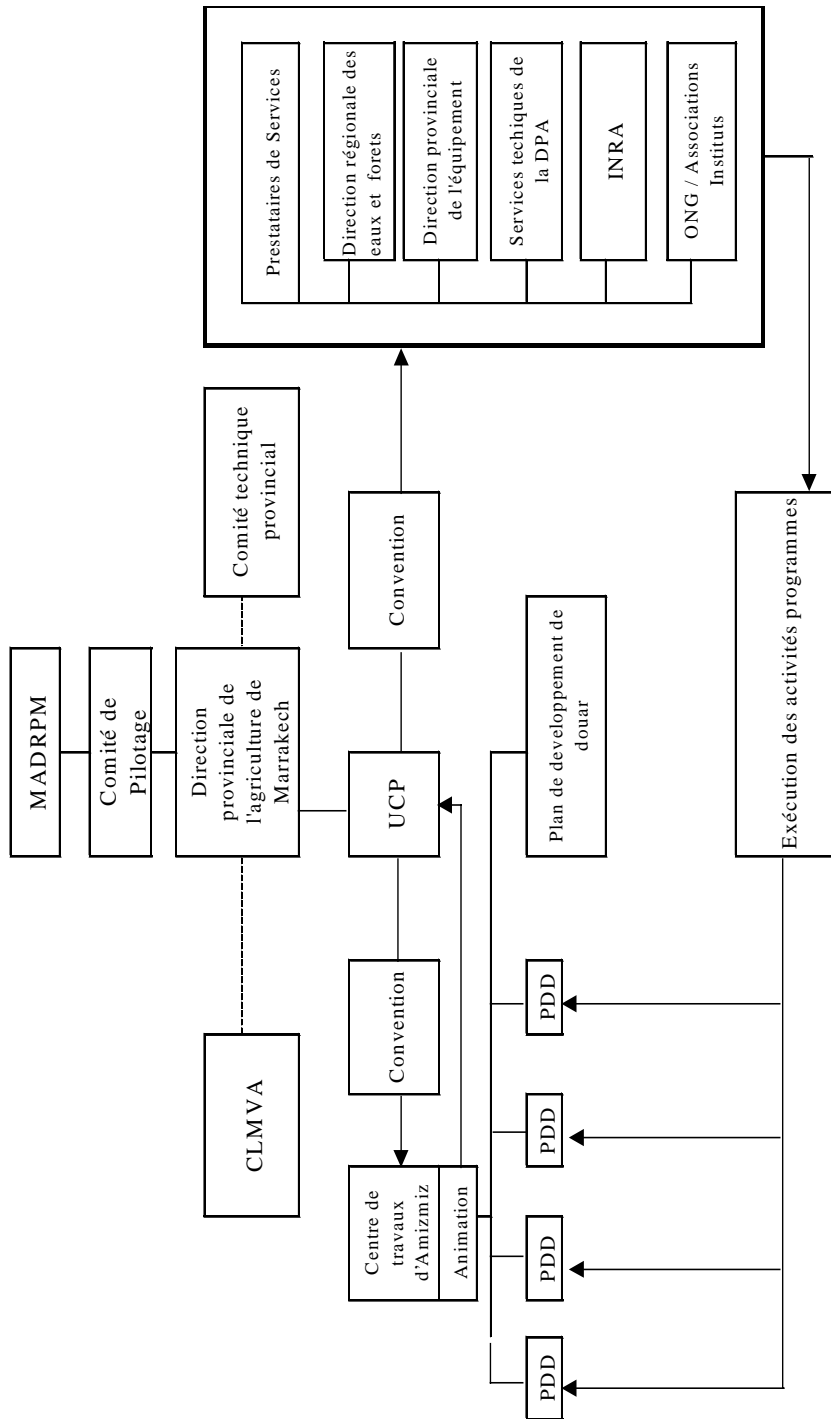 MADRPM
Comité de
Pilotage
CLMVA
Direction
provinciale de
l'agriculture de
Marrakech
Comité technique
provincial
Centre de
travaux
d'Amizmiz
Animation
Convention
UCP
Convention
Prestataires de Services
Direction régionale des
eaux et forets
Direction provinciale
de l'équipement
Services techiques de
la DPA
INRA
ONG / Associations
Instituts
PDD
PDD
PDD
PDD
Plan de developpement de
douar
Exécution des activités programmes